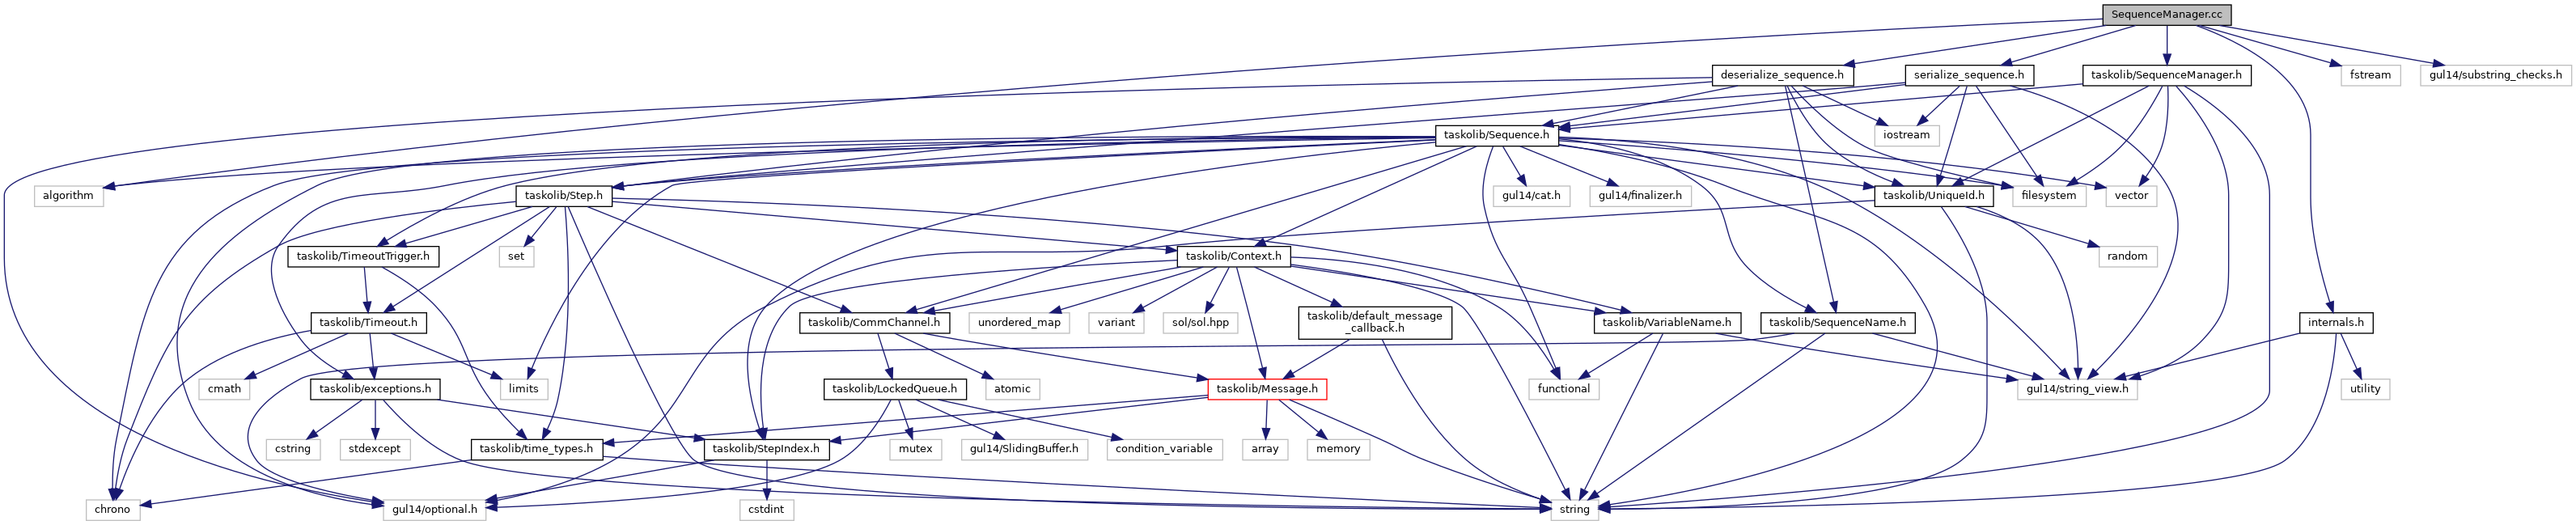 SequenceManager.cc
deserialize_sequence.h
serialize_sequence.h
taskolib/SequenceManager.h
fstream
gul14/substring_checks.h
taskolib/Sequence.h
iostream
algorithm
taskolib/Step.h
gul14/cat.h
gul14/finalizer.h
taskolib/UniqueId.h
filesystem
vector
taskolib/TimeoutTrigger.h
set
taskolib/Context.h
random
taskolib/Timeout.h
taskolib/CommChannel.h
unordered_map
variant
sol/sol.hpp
taskolib/default_message
_callback.h
taskolib/VariableName.h
taskolib/SequenceName.h
internals.h
cmath
taskolib/exceptions.h
limits
taskolib/LockedQueue.h
atomic
taskolib/Message.h
functional
gul14/string_view.h
utility
cstring
stdexcept
taskolib/time_types.h
taskolib/StepIndex.h
mutex
gul14/SlidingBuffer.h
condition_variable
array
memory
chrono
gul14/optional.h
cstdint
string